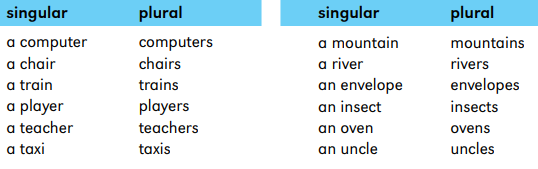 singular plural
a computer computers
a chair chairs
a train trains
a player players
a teacher teachers
a taxi taxis
singular plural
a mountain mountains
a river rivers
an envelope envelopes
an insect insects
an oven ovens
an uncle uncles